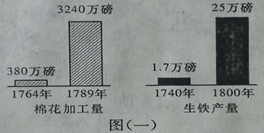 3240万磅
25万磅
380万磅
1.7万磅
1764年 1789年
1740年 1800年
棉花加工量
生铁产量
图(一)